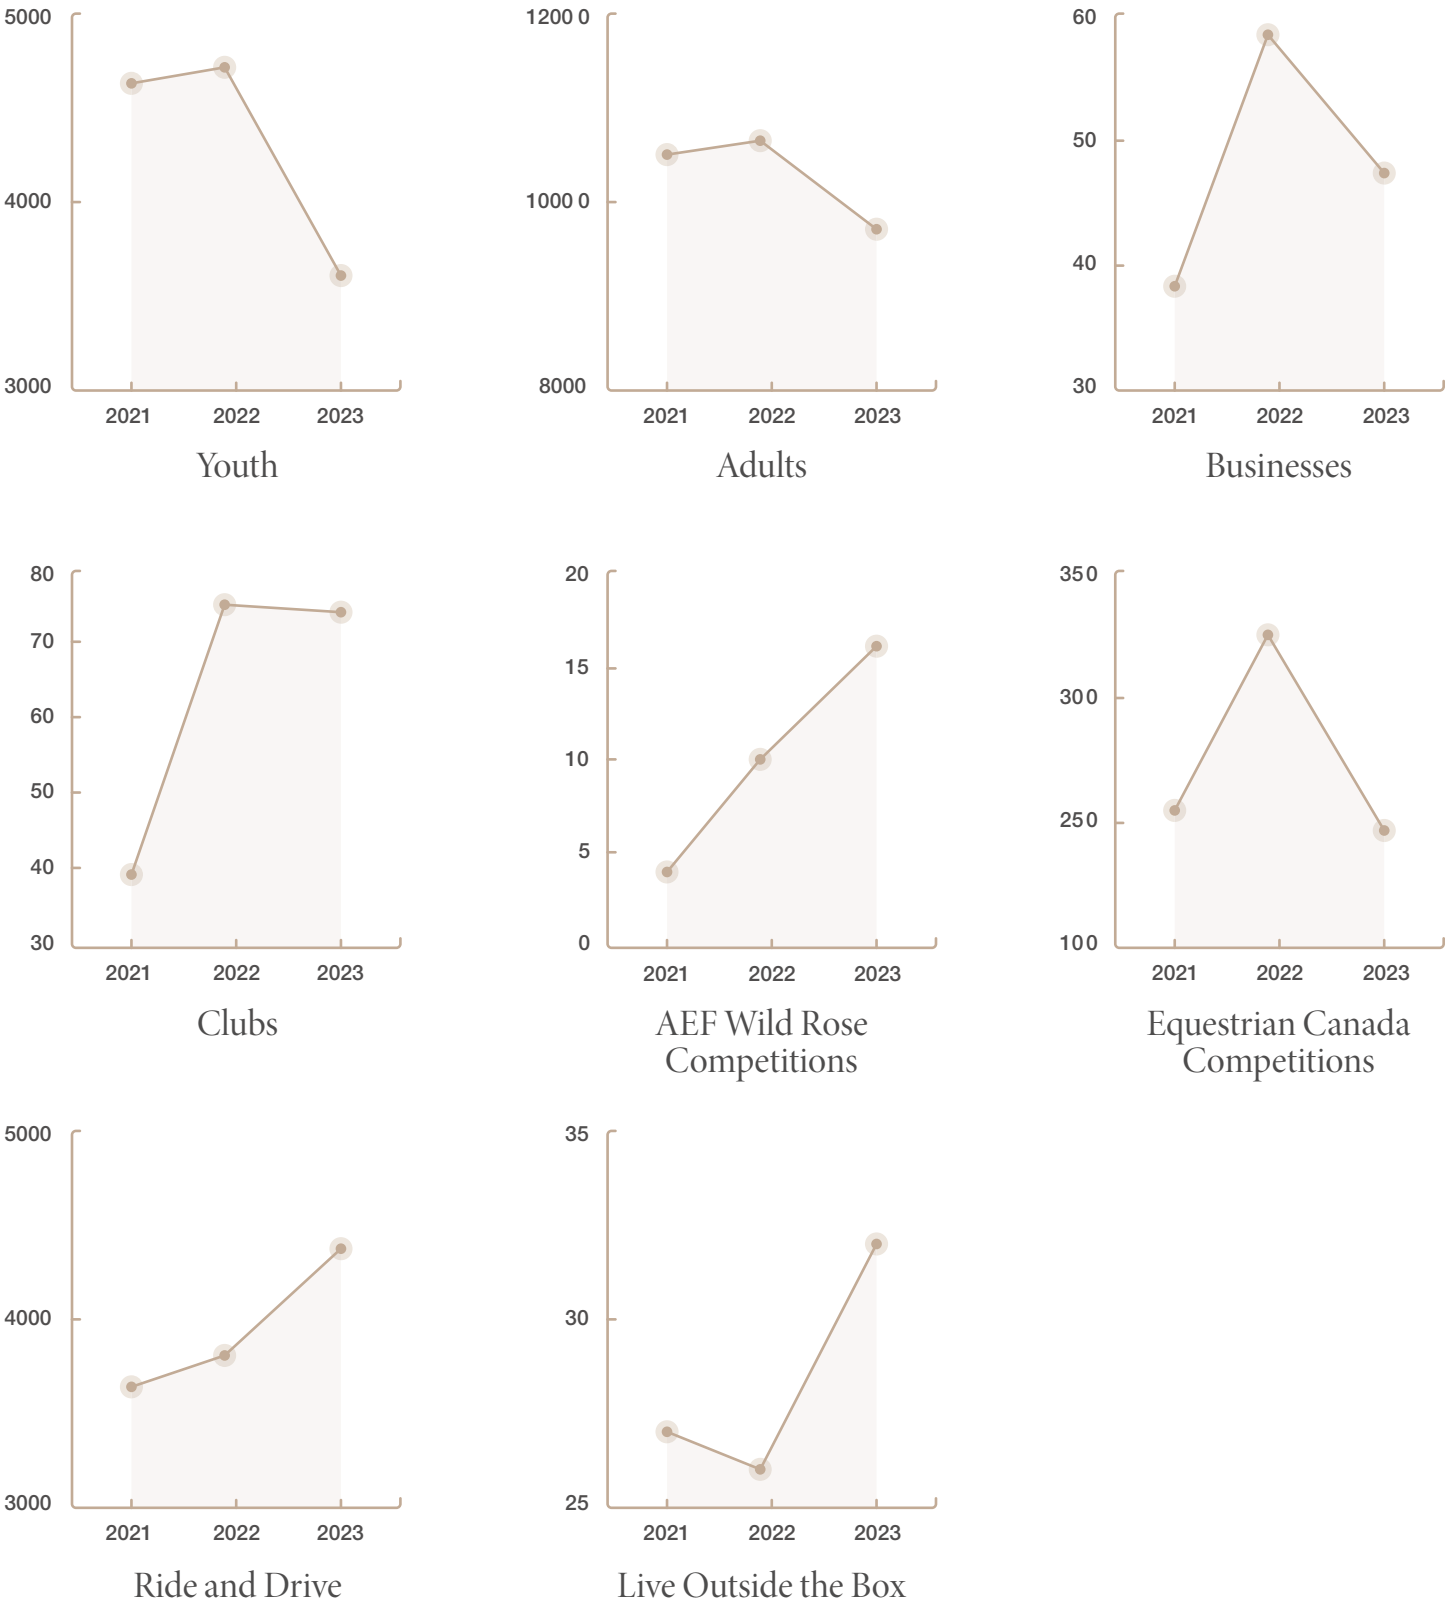 5000
4000
3000
2021 2022 2023
Youth
1200 0
1000 0
8000
2021 2022 2023
Adults
60
50
40
30
2021 2022 2023
Businesses
80
70
60
50
40
30
2021 2022 2023
Clubs
20
15
10
5
0
2021 2022 2023
AEF Wild Rose
Competitions
350
300
250
100
2021 2022 2023
Equestrian Canada
Competitions
5000
4000
3000
2021 2022 2023
Ride and Drive
35
30
25
2021 2022 2023
Live Outside the Box